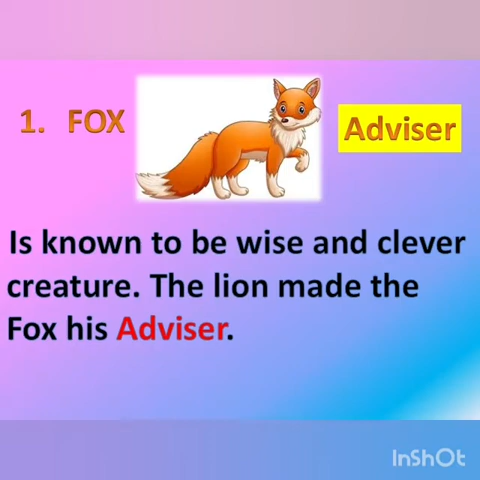 1. FOX Adviser
Is known to be wise and clever
creature. The lion made the
Fox his Adviser.
InShOt